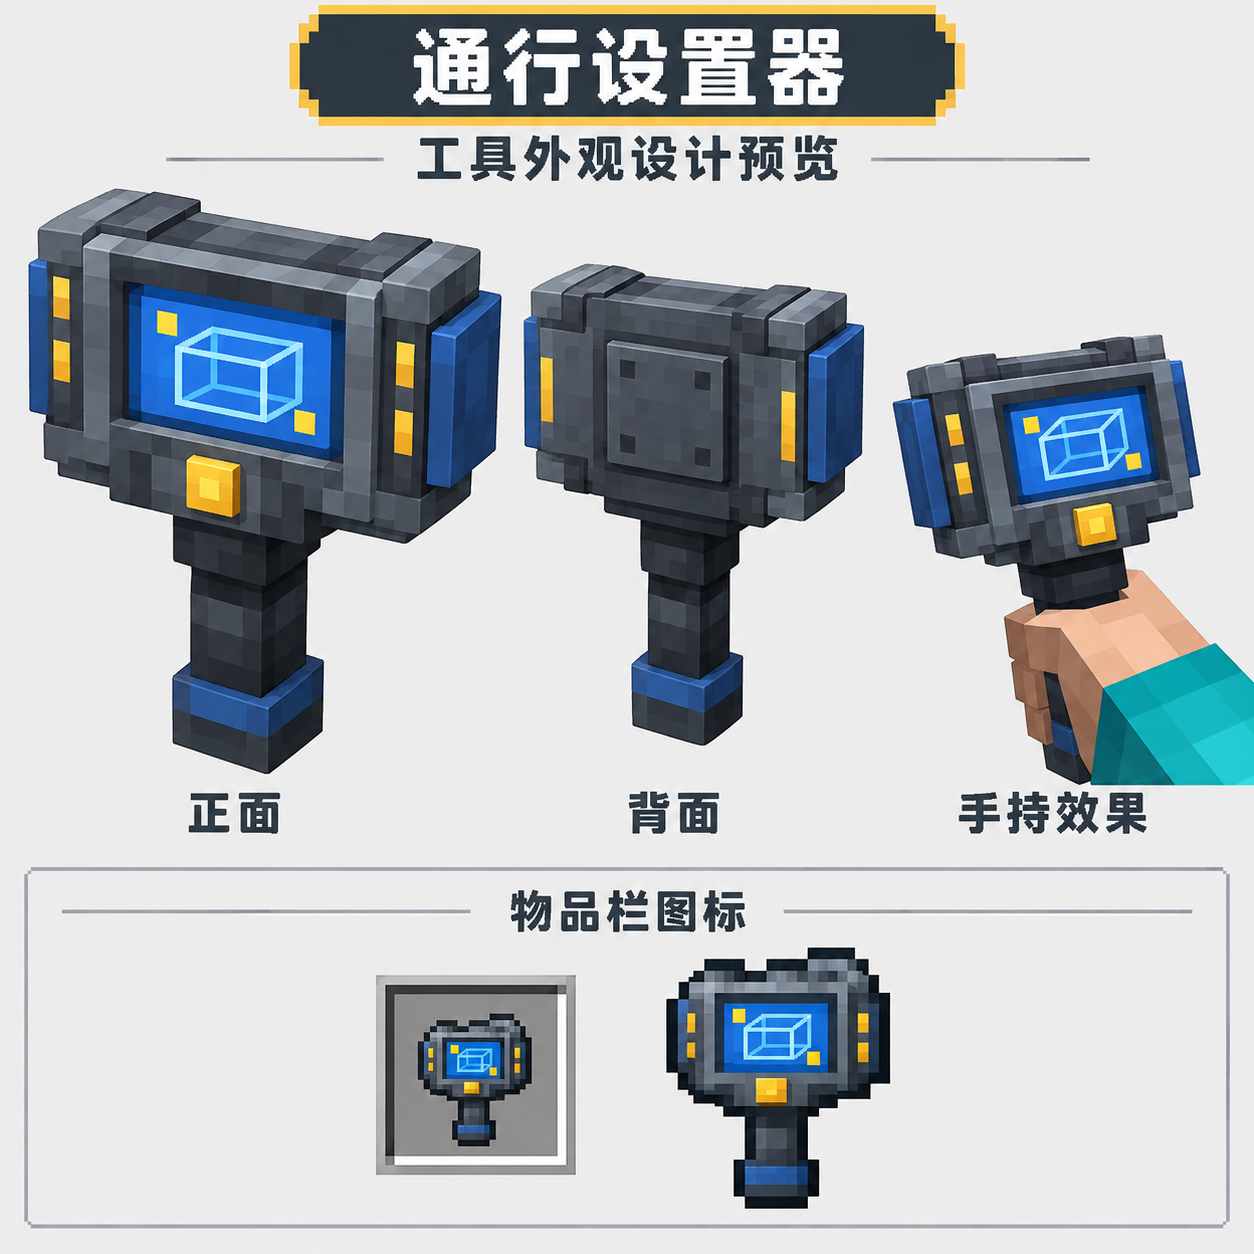 通行设置器
工具外观设计预览
正面
背面
手持效果
物品栏图标